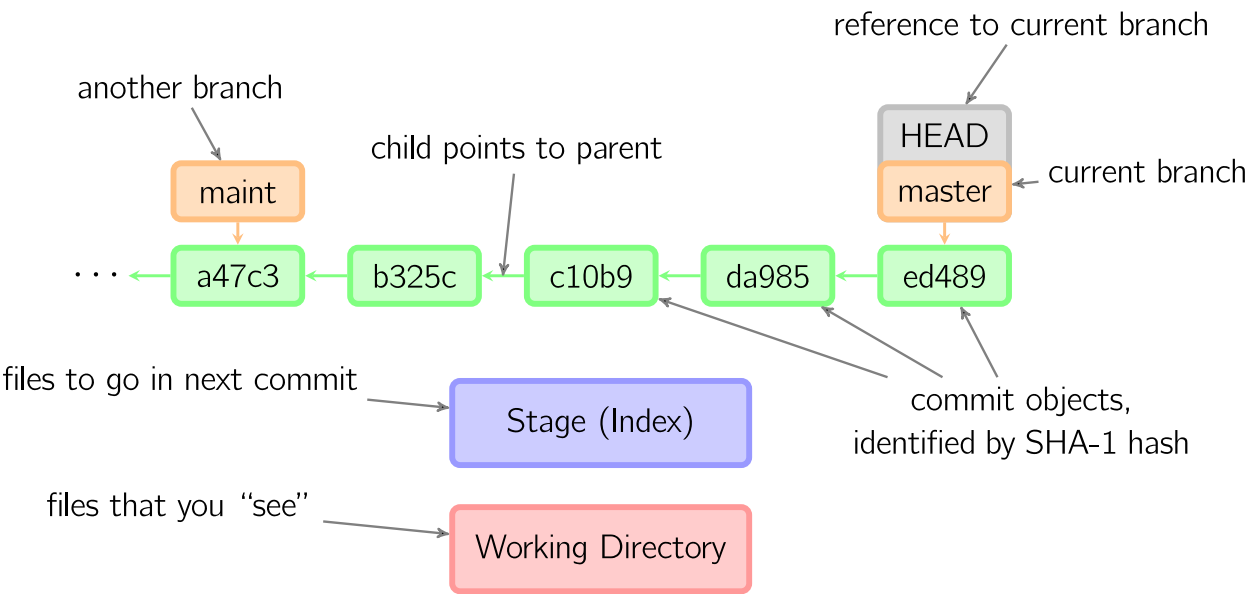 reference to current branch
another branch
HEAD
child points to parent
current branch
maint
master
· · ·
a47c3
b325c
c10b9
da985
ed489
files to go in next commit
Stage (Index)
commit objects,
identified by SHA-1 hash
files that you “see”
Working Directory